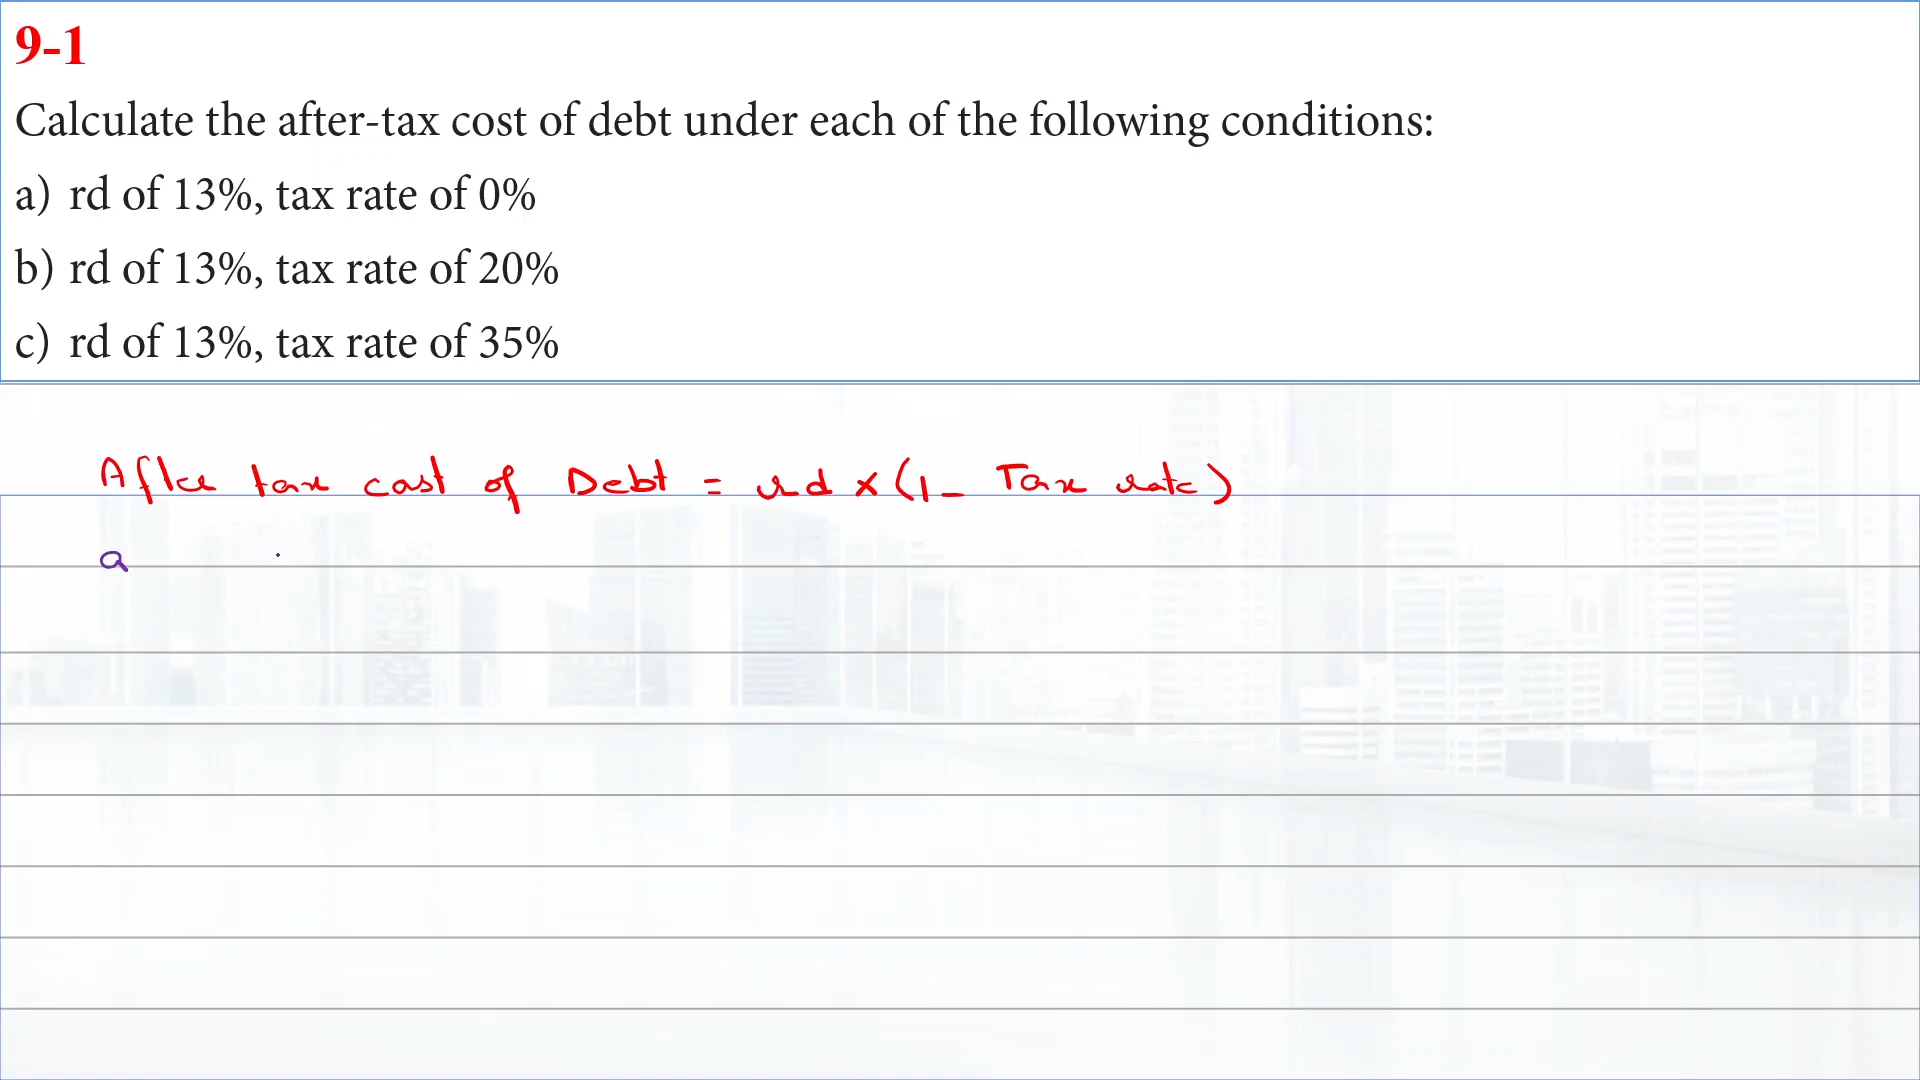 9-1
Calculate the after-tax cost of debt under each of the following conditions:
a) rd of 13%, tax rate of 0%
b) rd of 13%, tax rate of 20%
c) rd of 13%, tax rate of 35%
After tax cost of Debt = rd × (1 - Tax rate)
a